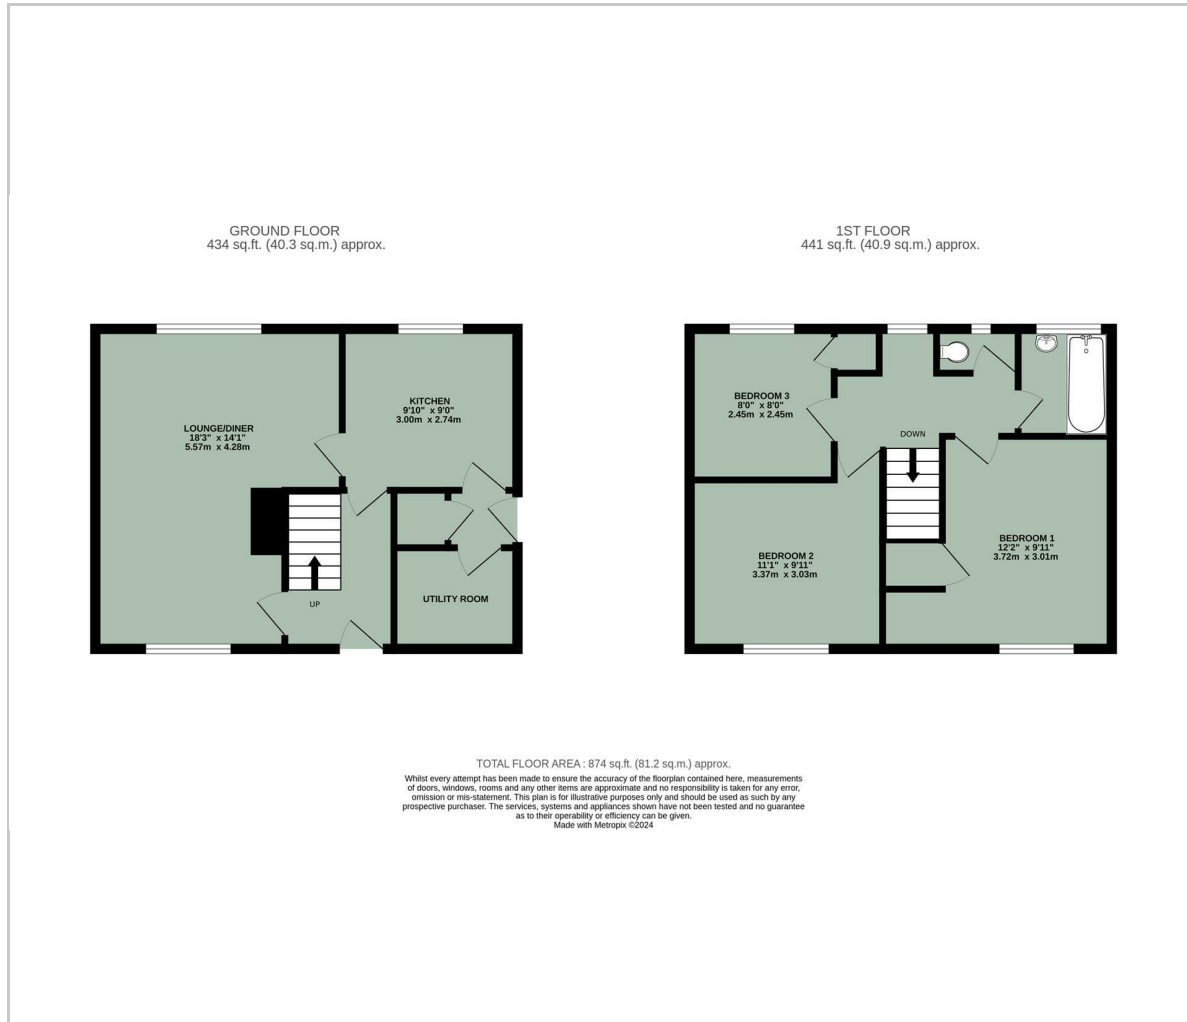 GROUND FLOOR
434 sq.ft. (40.3 sq.m.) approx.
LOUNGE/DINER
18'3" x 14'1"
5.57m x 4.28m
KITCHEN
9'10" x 9'0"
3.00m x 2.74m
UP
UTILITY ROOM
1ST FLOOR
441 sq.ft. (40.9 sq.m.) approx.
BEDROOM 3
8'0" x 8'0"
2.45m x 2.45m
DOWN
BEDROOM 2
11'1" x 9'11"
3.37m x 3.03m
BEDROOM 1
12'2" x 9'11"
3.72m x 3.01m
TOTAL FLOOR AREA : 874 sq.ft. (81.2 sq.m.) approx.
Whilst every attempt has been made to ensure the accuracy of the floorplan contained here, measurements
of doors, windows, rooms and any other items are approximate and no responsibility is taken for any error,
omission or mis-statement. This plan is for illustrative purposes only and should be used as such by any
prospective purchaser. The services, systems and appliances shown have not been tested and no guarantee
as to their operability or efficiency can be given.
Made with Metropix ©2024